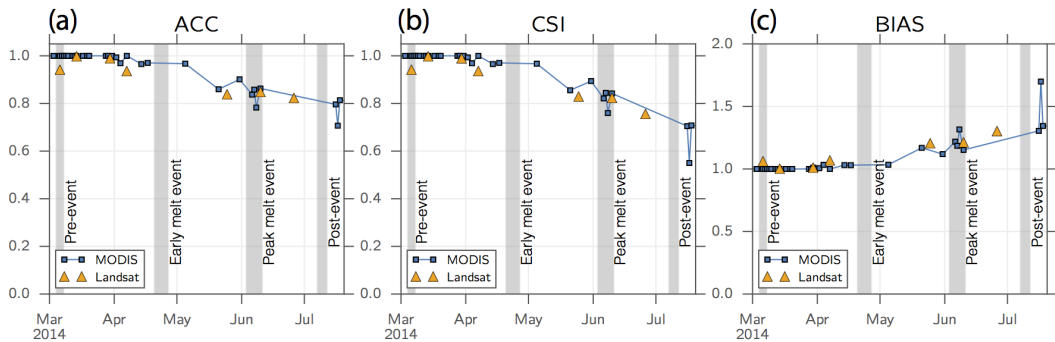 (a) ACC
1.0
0.8
0.6
0.4
0.2
0.0
Pre-event
Early melt event
Peak melt event
Post-event
MODIS
Landsat
Mar Apr May Jun Jul
2014
(b) CSI
1.0
0.8
0.6
0.4
0.2
0.0
Pre-event
Early melt event
Peak melt event
Post-event
MODIS
Landsat
Mar Apr May Jun Jul
2014
(c) BIAS
2.0
1.5
1.0
0.5
0.0
Pre-event
Early melt event
Peak melt event
Post-event
MODIS
Landsat
Mar Apr May Jun Jul
2014